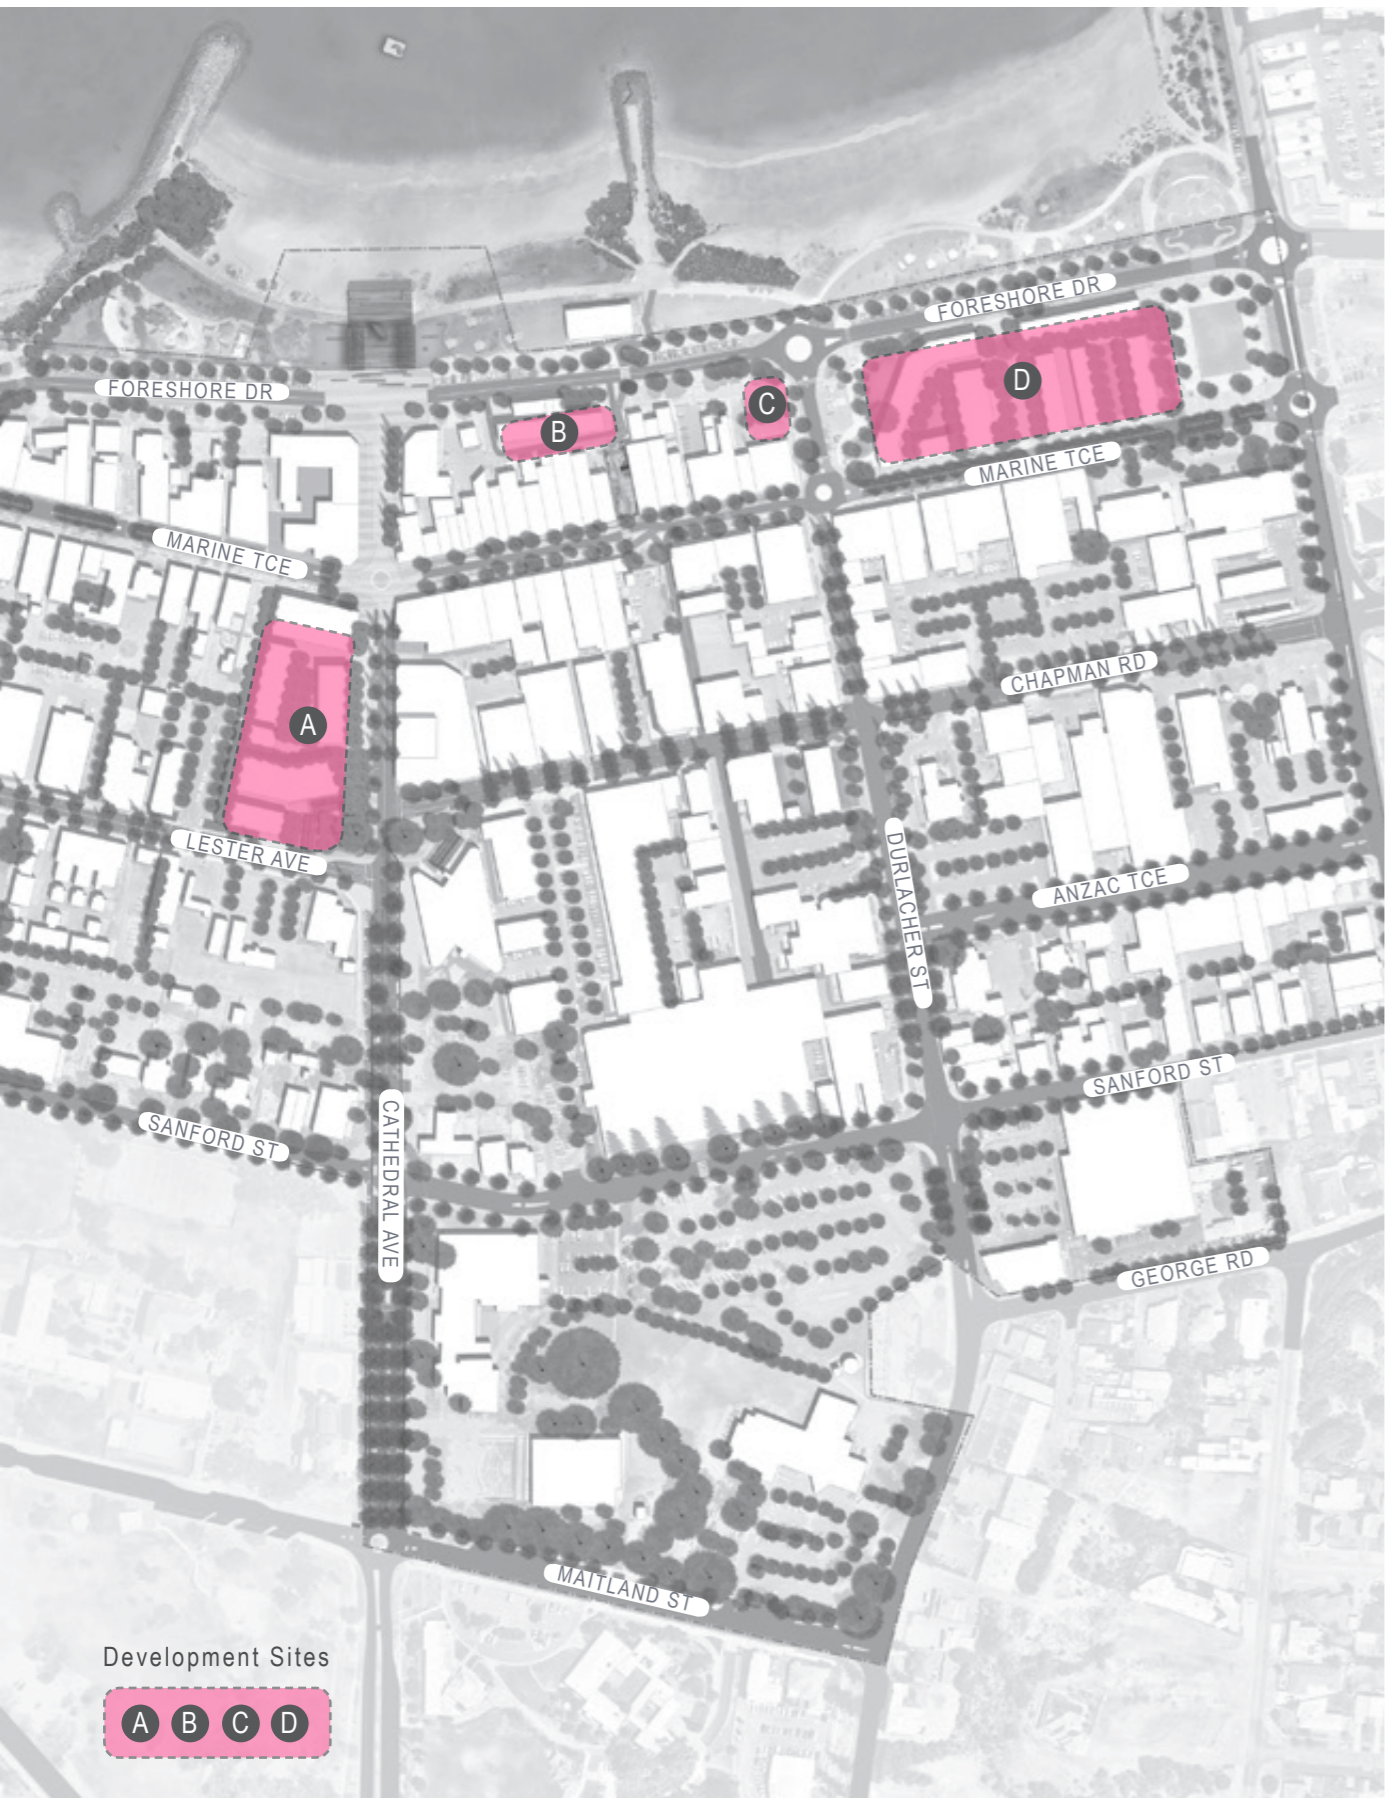 FORESHORE DR
D
FORESHORE DR
C
B
MARINE TCE
MARINE TCE
CHAPMAN RD
A
LESTER AVE
DURLACHER ST
ANZAC TCE
SANFORD ST
SANFORD ST
CATHEDRAL AVE
GEORGE RD
MAITLAND ST
Development Sites
A B C D